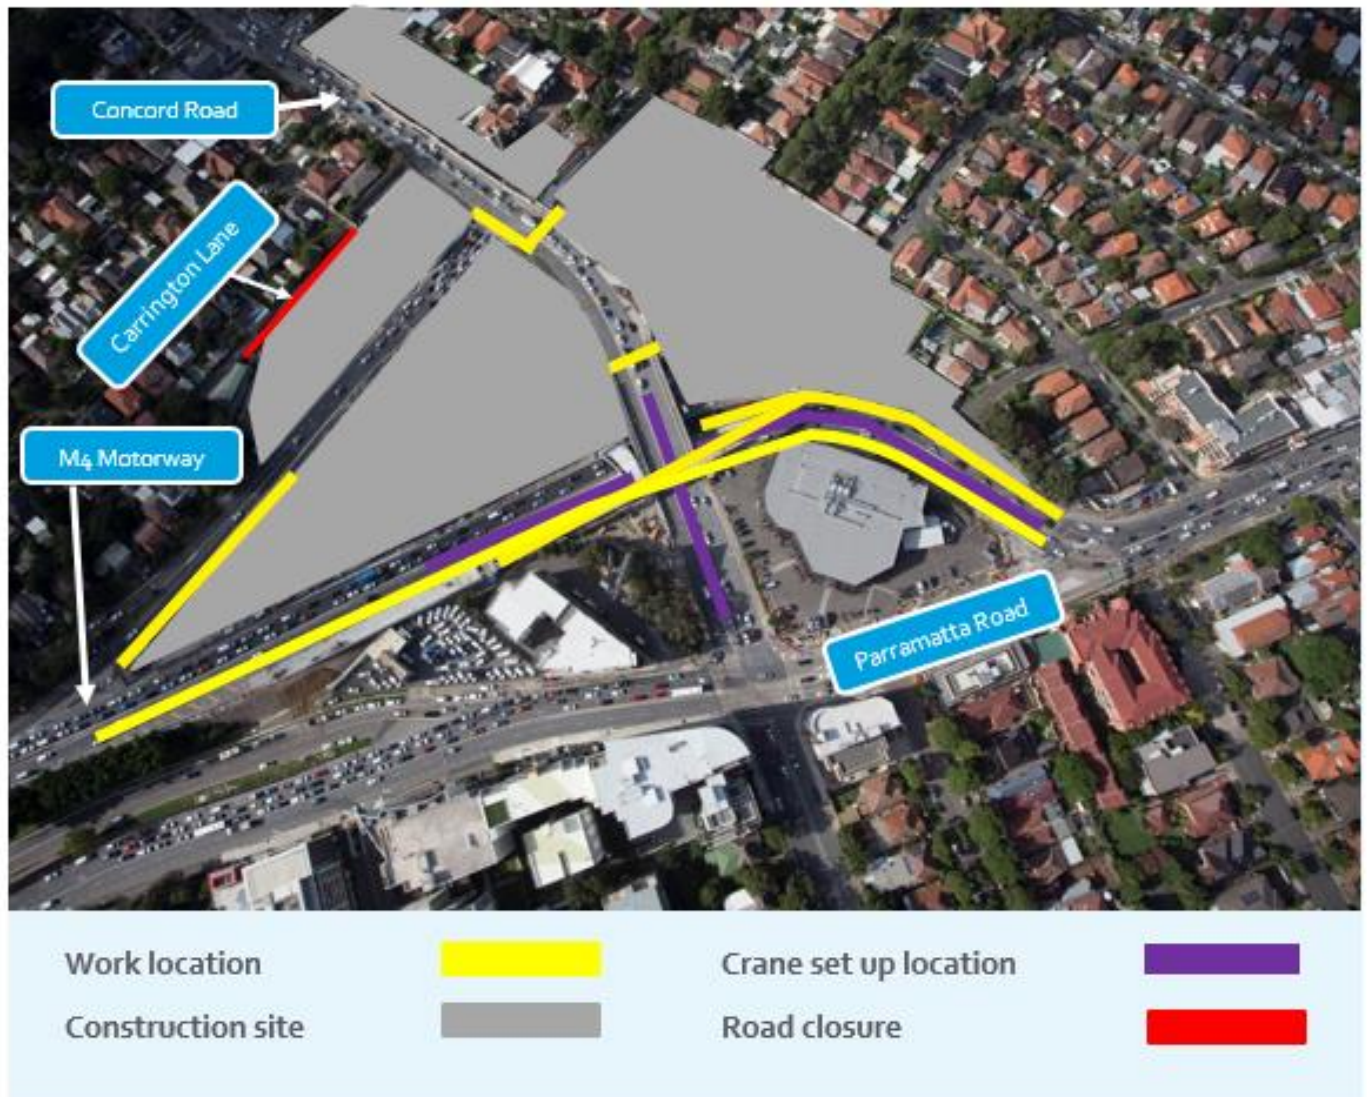 Concord Road
Carrington Lane
M4 Motorway
Parramatta Road
Work location
Crane set up location
Construction site
Road closure